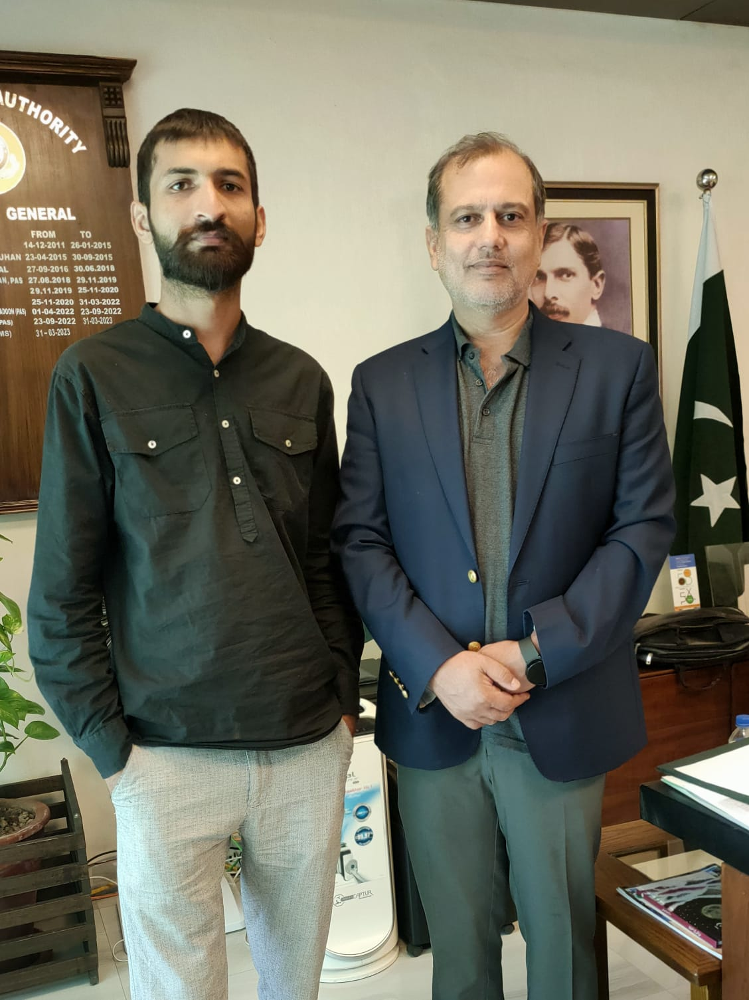 AUTHORITY
GENERAL
FROM TO
14-12-2011 26-01-2015
UHAN 23-04-2015 30-09-2015
AL 27-09-2016 30.06.2018
AN, PAS 27.08.2018 29.11.2019
29.11.2019 25-11-2020
25-11-2020 31-03-2022
ADOON (PAS) 01-04-2022 23-09-2022
PAS) 23-09-2022 31-03-2023
MS) 31-03-2023
CAPTUR